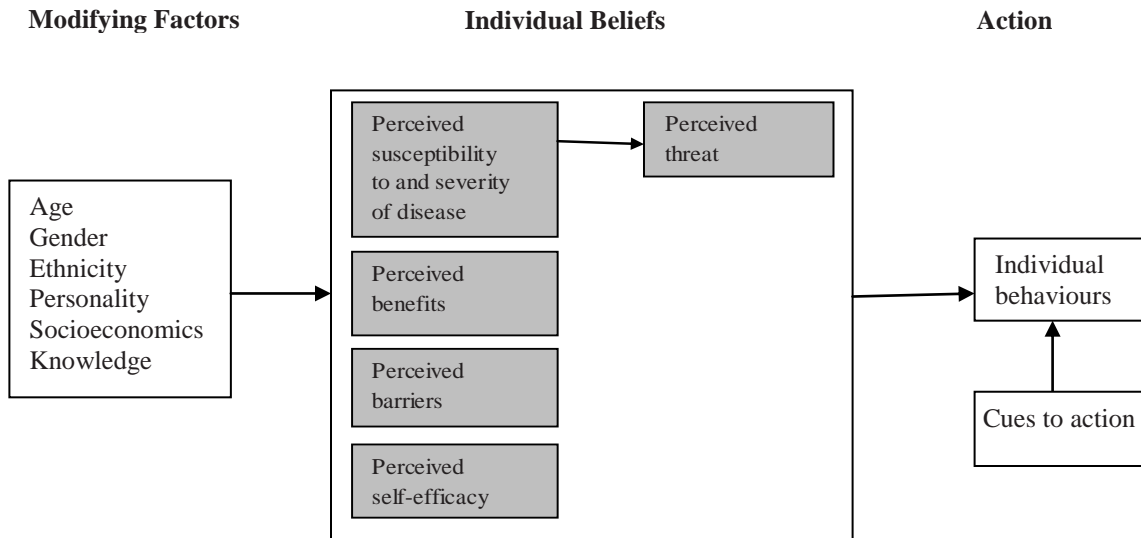 Modifying Factors
Individual Beliefs
Action
Age
Gender
Ethnicity
Personality
Socioeconomics
Knowledge
Perceived
susceptibility
to and severity
of disease
Perceived
threat
Perceived
benefits
Perceived
barriers
Perceived
self-efficacy
Individual
behaviours
Cues to action